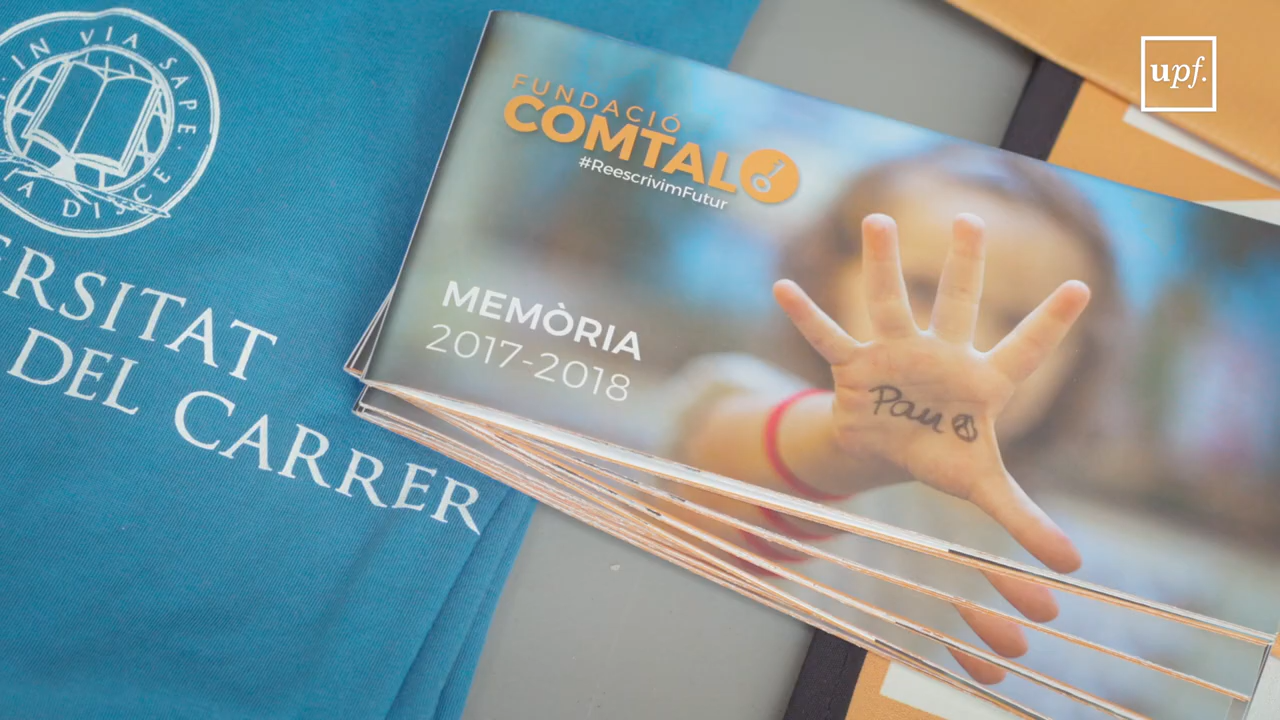 IN VIA SAPE
DISCE
ERSITAT
DEL CARRER
FUNDACIÓ
COMTAL
#ReescrivimFutur
MEMÒRIA
2017-2018
Pau
upf.